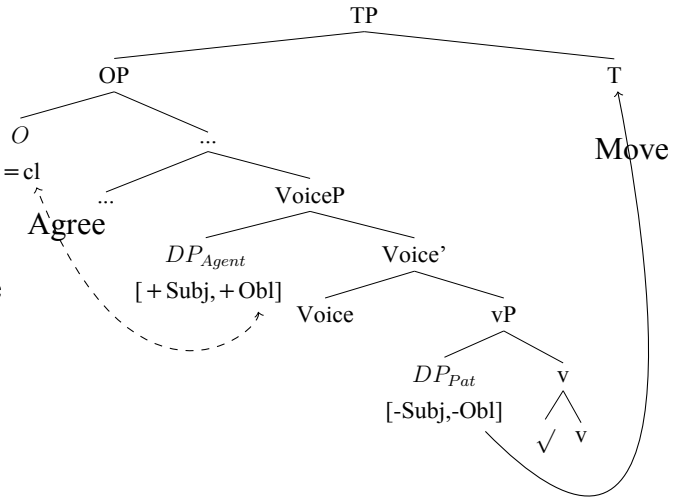 TP
OP T
O ...
=cl ... VoiceP
Move
Agree
DP_Agent Voice'
[+Subj,+Obl] Voice vP
e
DP_Pat v
[-Subj,-Obl] √ v